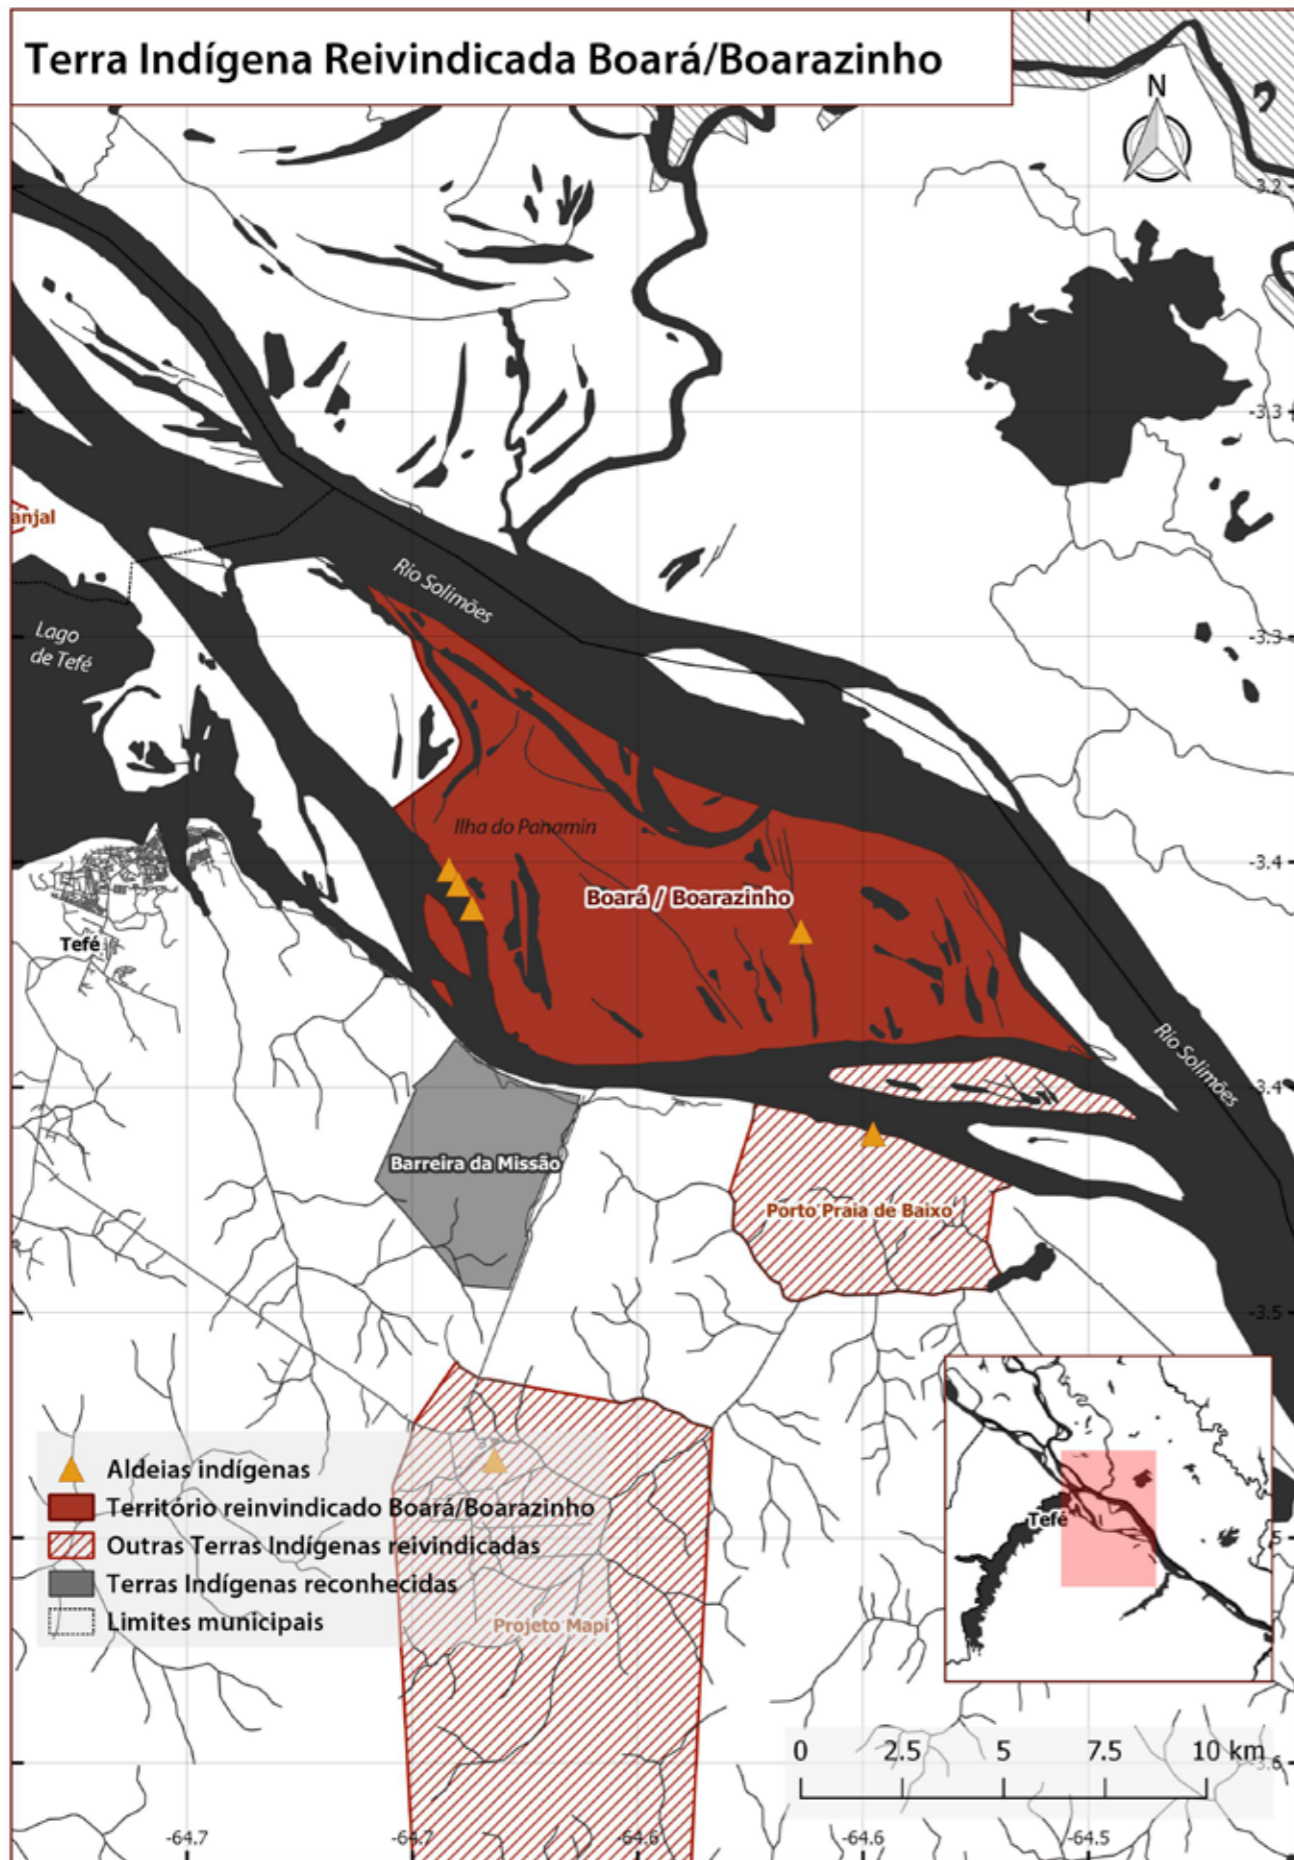 Terra Indígena Reivindicada Boará/Boarazinho
N
-3.2
-3.3
anjal
Rio Solimões
-3.3
Lago
de Tefé
Ilha do Panamin
-3.4
Boará / Boarazinho
Tefé
Rio Solimões
-3.4
Barreira da Missão
Porto Praia de Baixo
-3.5
Aldeias indígenas
Território reinvindicado Boará/Boarazinho
Outras Terras Indígenas reivindicadas
Terras Indígenas reconhecidas
Limites municipais
Projeto Mapi
Tefé
5
0 2.5 5 7.5 10 km
-3.6
-64.7 -64.7 -64.6 -64.6 -64.5